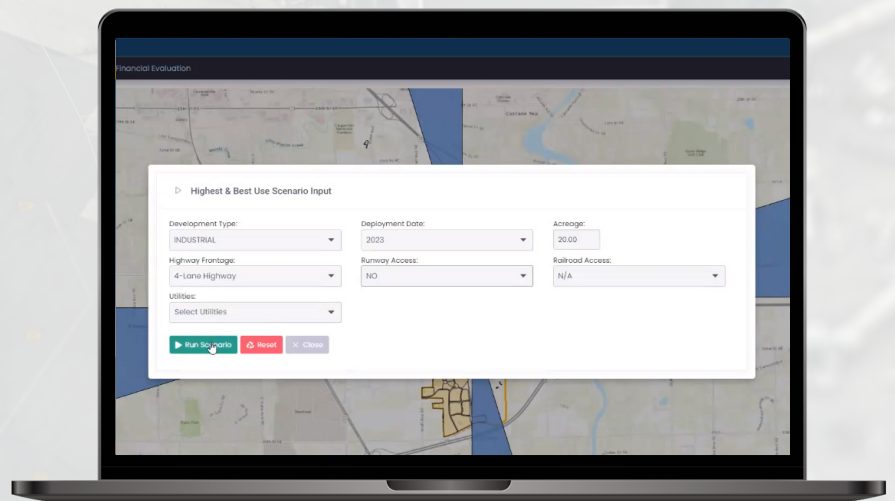 Financial Evaluation
Highest & Best Use Scenario Input
Development Type:
Deployment Date:
Acreage:
INDUSTRIAL
2023
20.00
Highway Frontage:
Runway Access:
Railroad Access:
4-Lane Highway
NO
N/A
Utilities:
Select Utilities
Run Scenario
Reset
Close